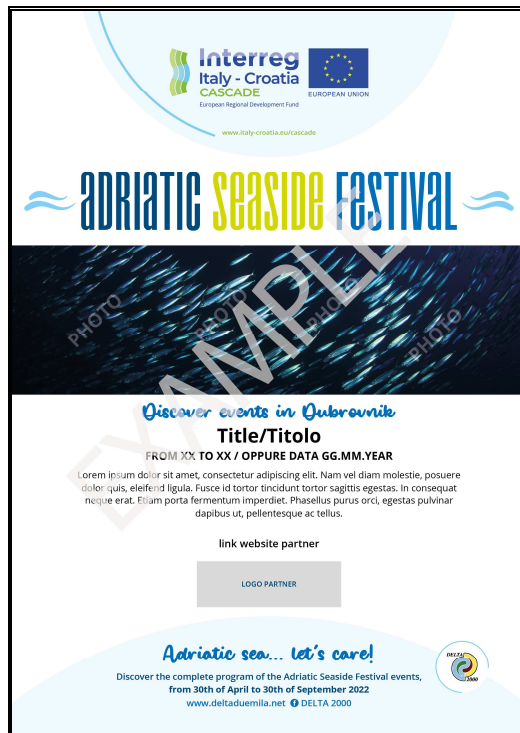 Interreg
Italy - Croatia
CASCADE
EUROPEAN UNION
European Regional Development Fund
www.italy-croatia.eu/cascade
ADRIATIC SEASIDE FESTIVAL
PHOTO
PHOTO
PHOTO
PHOTO
EXAMPLE
Discover events in Dubrovnik
Title/Titolo
FROM XX TO XX / OPPURE DATA GG.MM.YEAR
Lorem ipsum dolor sit amet, consectetur adipiscing elit. Nam vel diam molestie, posuere
dolor quis, eleifend ligula. Fusce id tortor tincidunt tortor sagittis egestas. In consequat
neque erat. Etiam porta fermentum imperdiet. Phasellus purus orci, egestas pulvinar
dapibus ut, pellentesque ac tellus.
link website partner
LOGO PARTNER
Adriatic sea... let's care!
DELTA
2000
Discover the complete program of the Adriatic Seaside Festival events,
from 30th of April to 30th of September 2022
www.deltaduemila.net DELTA 2000